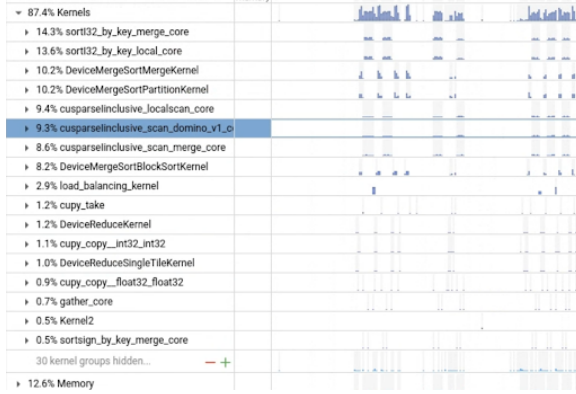 87.4% Kernels
14.3% sortI32_by_key_merge_core
13.6% sortI32_by_key_local_core
10.2% DeviceMergeSortMergeKernel
10.2% DeviceMergeSortPartitionKernel
9.4% cusparseIinclusive_localscan_core
9.3% cusparseIinclusive_scan_domino_v1_c
8.6% cusparseIinclusive_scan_merge_core
8.2% DeviceMergeSortBlockSortKernel
2.9% load_balancing_kernel
1.2% cupy_take
1.2% DeviceReduceKernel
1.1% cupy_copy__int32_int32
1.0% DeviceReduceSingleTileKernel
0.9% cupy_copy__float32_float32
0.7% gather_core
0.5% Kernel2
0.5% sortsign_by_key_merge_core
30 kernel groups hidden... − +
12.6% Memory